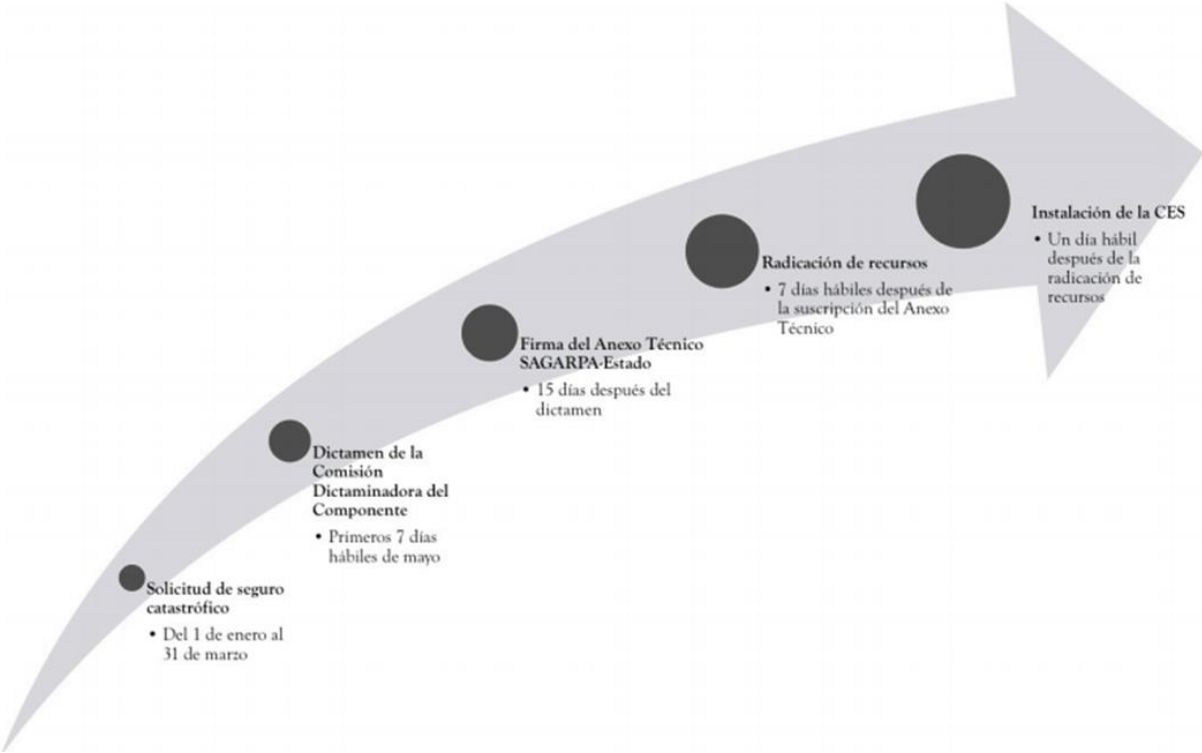 Solicitud de seguro
catastrófico
• Del 1 de enero al
31 de marzo
Dictamen de la
Comisión
Dictaminadora del
Componente
• Primeros 7 días
hábiles de mayo
Firma del Anexo Técnico
SAGARPA-Estado
• 15 días después del
dictamen
Radicación de recursos
• 7 días hábiles después de
la suscripción del Anexo
Técnico
Instalación de la CES
• Un día hábil
después de la
radicación de
recursos